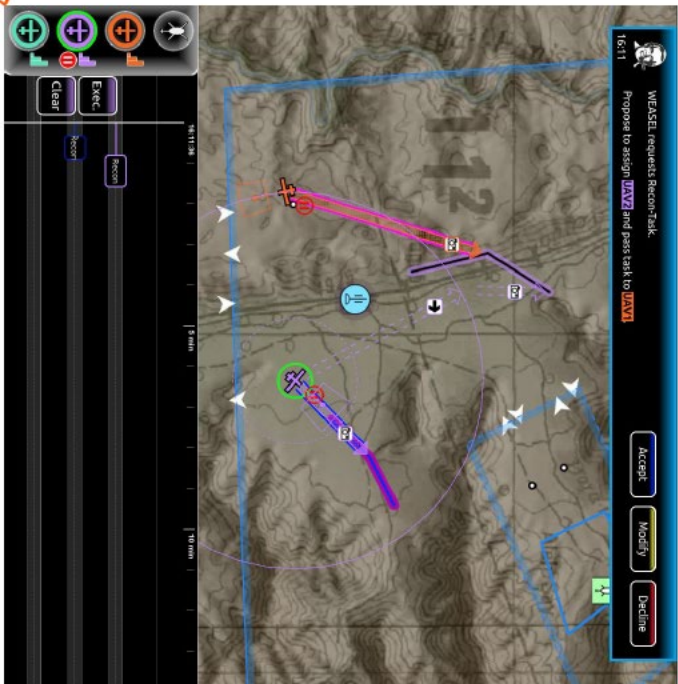 16:11
WEASEL requests Recon-Task.
Propose to assign UAV2 and pass task to UAV1
Accept
Modify
Decline
112
Exec
Clear
16:11:36
5 min
10 min
Recon
Recon